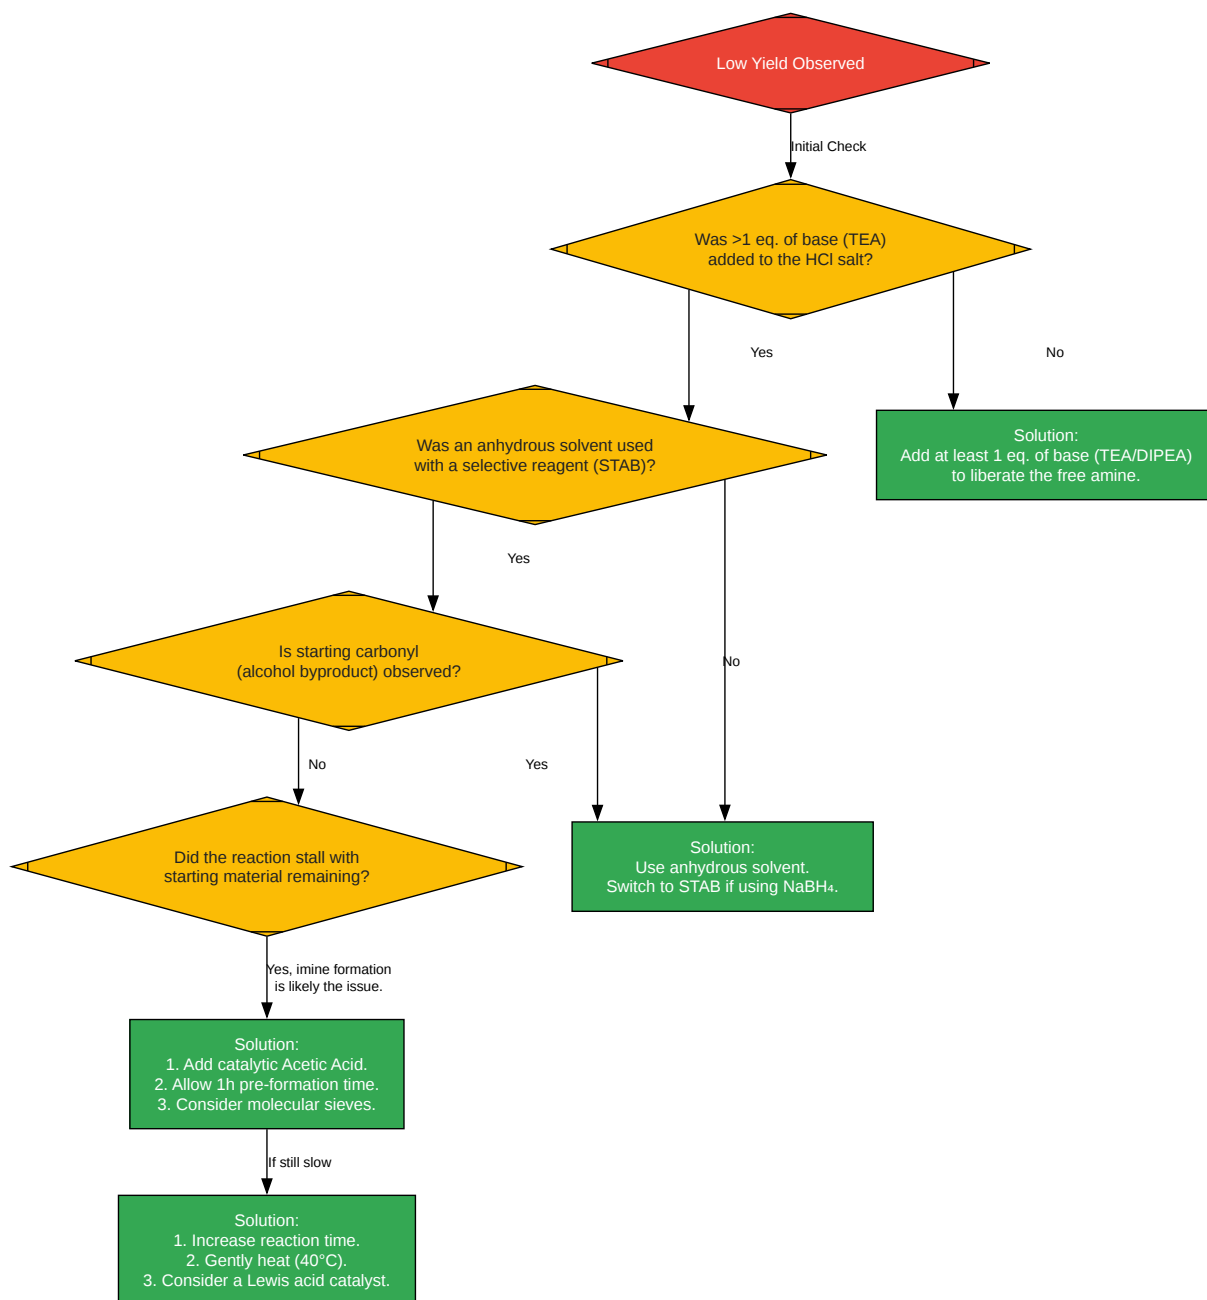 Low Yield Observed
Initial Check
Was >1 eq. of base (TEA)
added to the HCl salt?
Yes
No
Was an anhydrous solvent used
with a selective reagent (STAB)?
Solution:
Add at least 1 eq. of base (TEA/DIPEA)
to liberate the free amine.
Yes
No
Is starting carbonyl
(alcohol byproduct) observed?
No
Yes
Did the reaction stall with
starting material remaining?
Solution:
Use anhydrous solvent.
Switch to STAB if using NaBH₄.
Yes, imine formation
is likely the issue.
Solution:
1. Add catalytic Acetic Acid.
2. Allow 1h pre-formation time.
3. Consider molecular sieves.
If still slow
Solution:
1. Increase reaction time.
2. Gently heat (40°C).
3. Consider a Lewis acid catalyst.